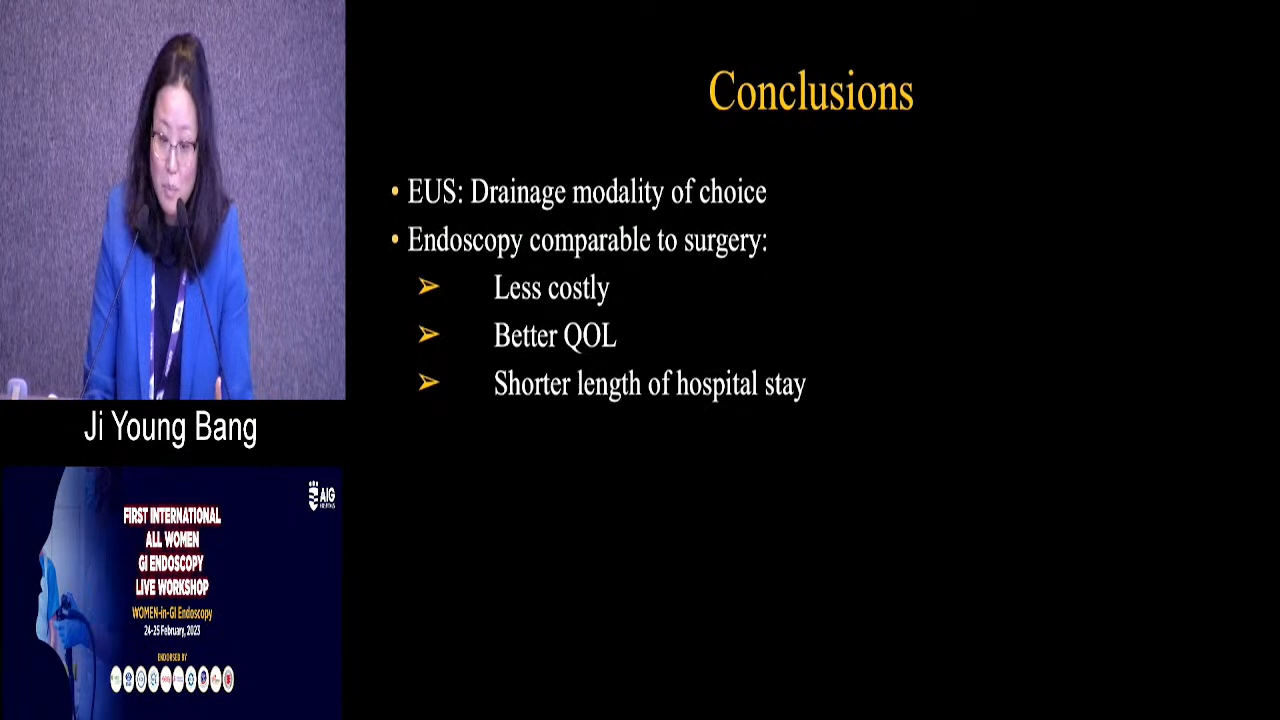 Conclusions
• EUS: Drainage modality of choice
• Endoscopy comparable to surgery:
➢ Less costly
➢ Better QOL
➢ Shorter length of hospital stay
Ji Young Bang
AIG
HOSPITALS
FIRST INTERNATIONAL
ALL WOMEN
GI ENDOSCOPY
LIVE WORKSHOP
WOMEN-in-GI Endoscopy
24-25 February, 2023
ENDORSED BY